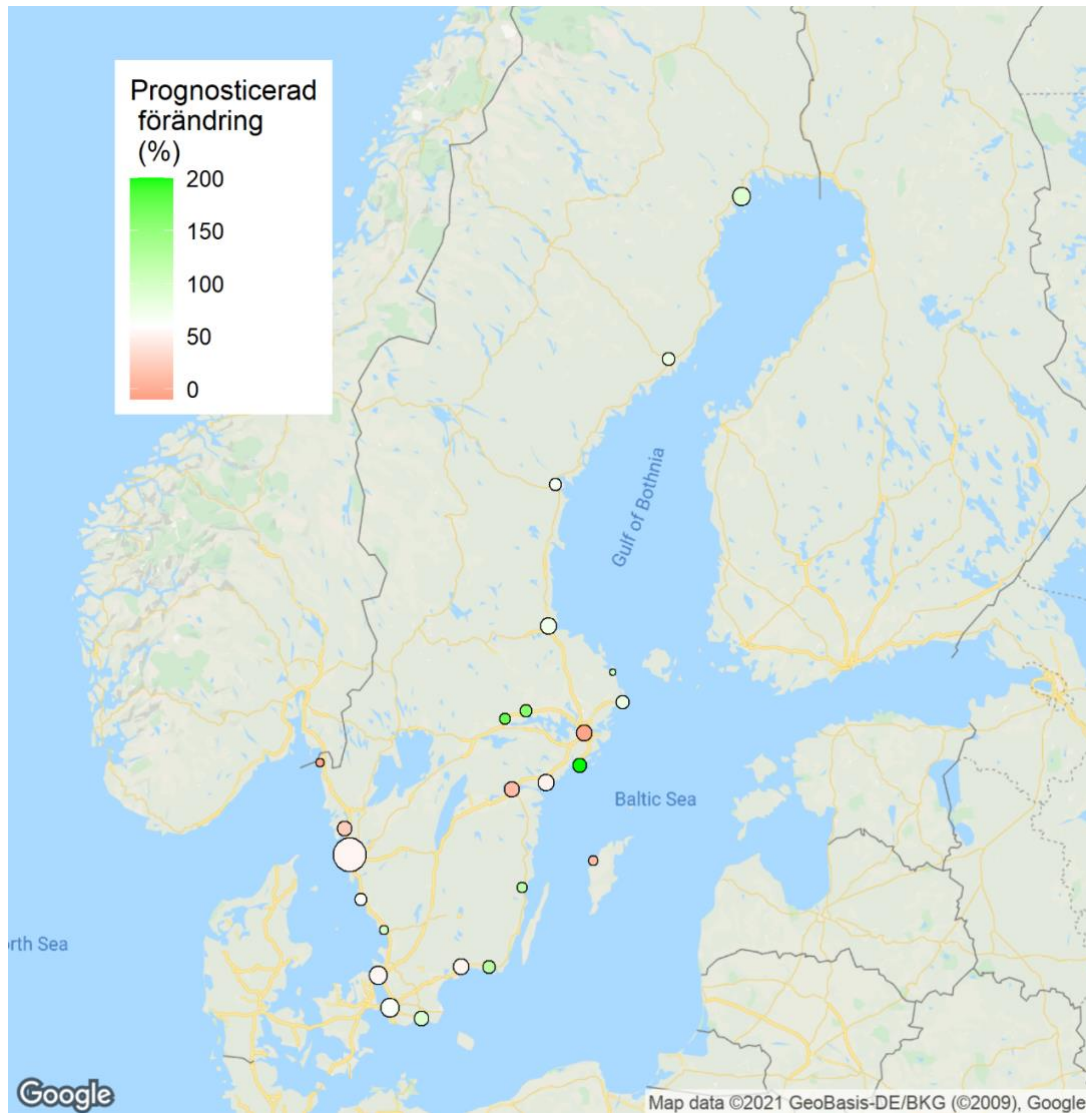 Prognosticerad
förändring
(%)
200
150
100
50
0
Gulf of Bothnia
Baltic Sea
orth Sea
Google
Map data ©2021 GeoBasis-DE/BKG (©2009), Google